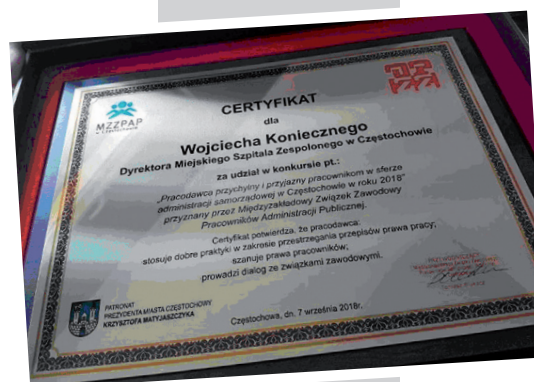 MZZPAP
W CZĘSTOCHOWIE
CERTYFIKAT
dla
Wojciecha Koniecznego
Dyrektora Miejskiego Szpitala Zespolonego w Częstochowie
za udział w konkursie pt.:
„Pracodawca przychylny i przyjazny pracownikom w sferze
administracji samorządowej w Częstochowie w roku 2018”
przyznany przez Międzyzakładowy Związek Zawodowy
Pracowników Administracji Publicznej.
Certyfikat potwierdza, że pracodawca:
stosuje dobre praktyki w zakresie przestrzegania przepisów prawa pracy;
szanuje prawa pracowników;
prowadzi dialog ze związkami zawodowymi.
PATRONAT
PREZYDENTA MIASTA CZĘSTOCHOWY
KRZYSZTOFA MATYJASZCZYKA
Częstochowa, dn. 7 września 2018r.